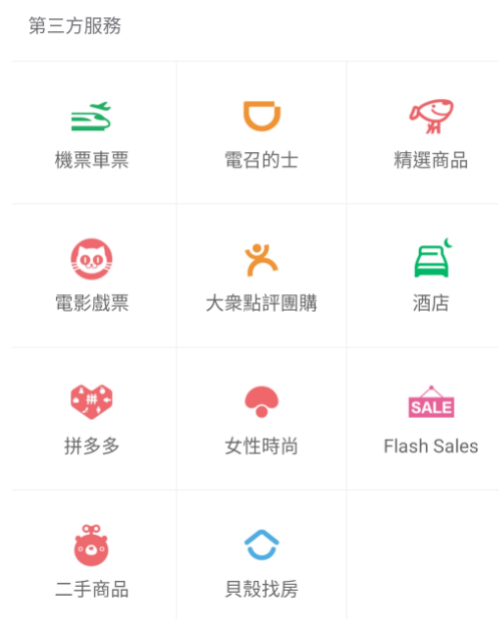 第三方服務
機票車票
電召的士
精選商品
電影戲票
大衆點評團購
酒店
拼
SALE
拼多多
女性時尚
Flash Sales
二手商品
貝殼找房